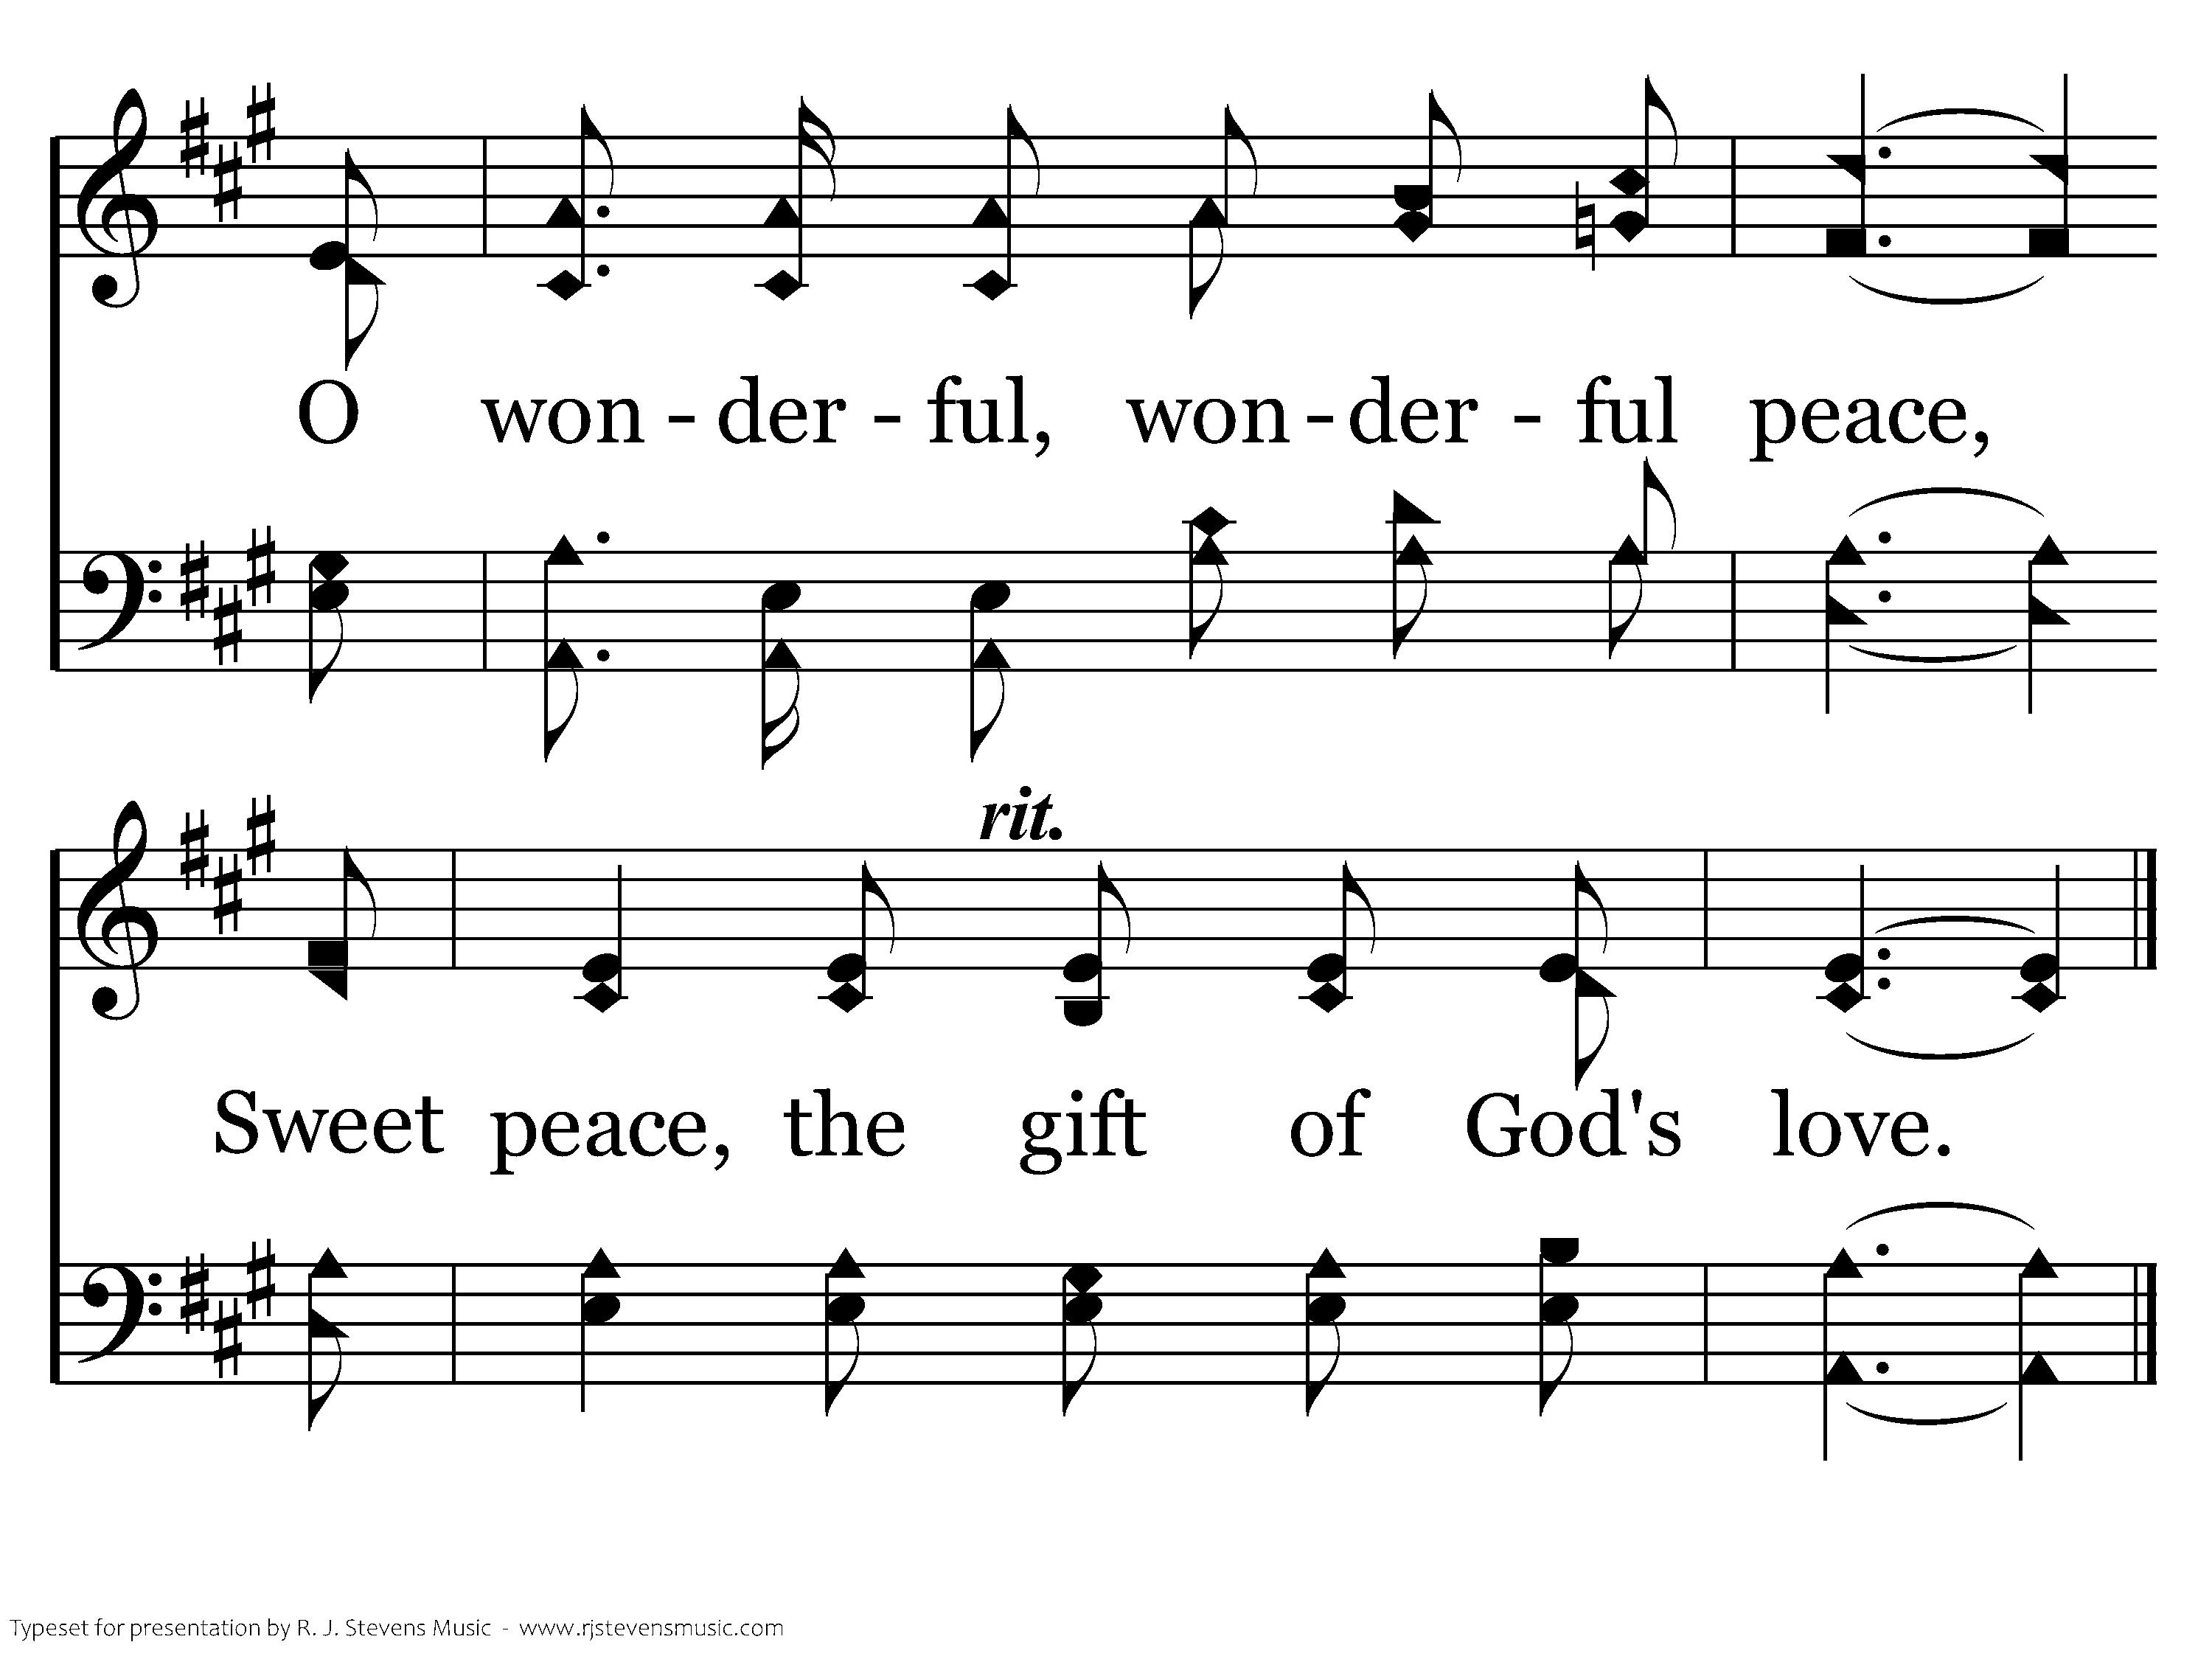 O won - der - ful, won - der - ful peace,
rit.
Sweet peace, the gift of God's love.
Typeset for presentation by R. J. Stevens Music - www.rjstevensmusic.com